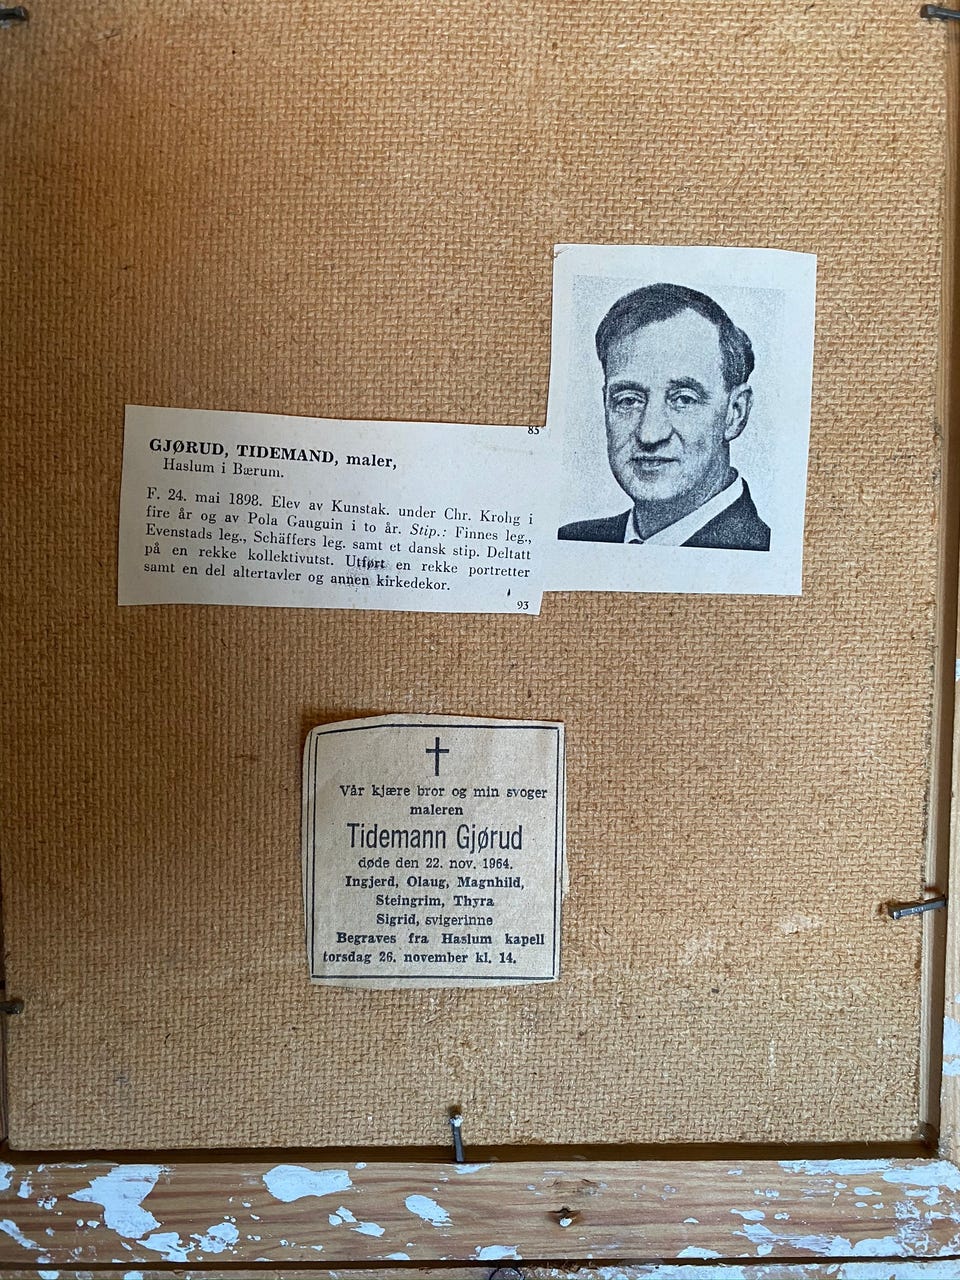 85
GJØRUD, TIDEMAND, maler,
Haslum i Bærum.
F. 24. mai 1898. Elev av Kunstak. under Chr. Krohg i
fire år og av Pola Gauguin i to år. Stip.: Finnes leg.,
Evenstads leg., Schäffers leg. samt et dansk stip. Deltatt
på en rekke kollektivutst. Utført en rekke portretter
samt en del altertavler og annen kirkedekor.
93
Vår kjære bror og min svoger
maleren
Tidemann Gjørud
døde den 22. nov. 1964.
Ingjerd, Olaug, Magnhild,
Steingrim, Thyra
Sigrid, svigerinne
Begraves fra Haslum kapell
torsdag 26. november kl. 14.